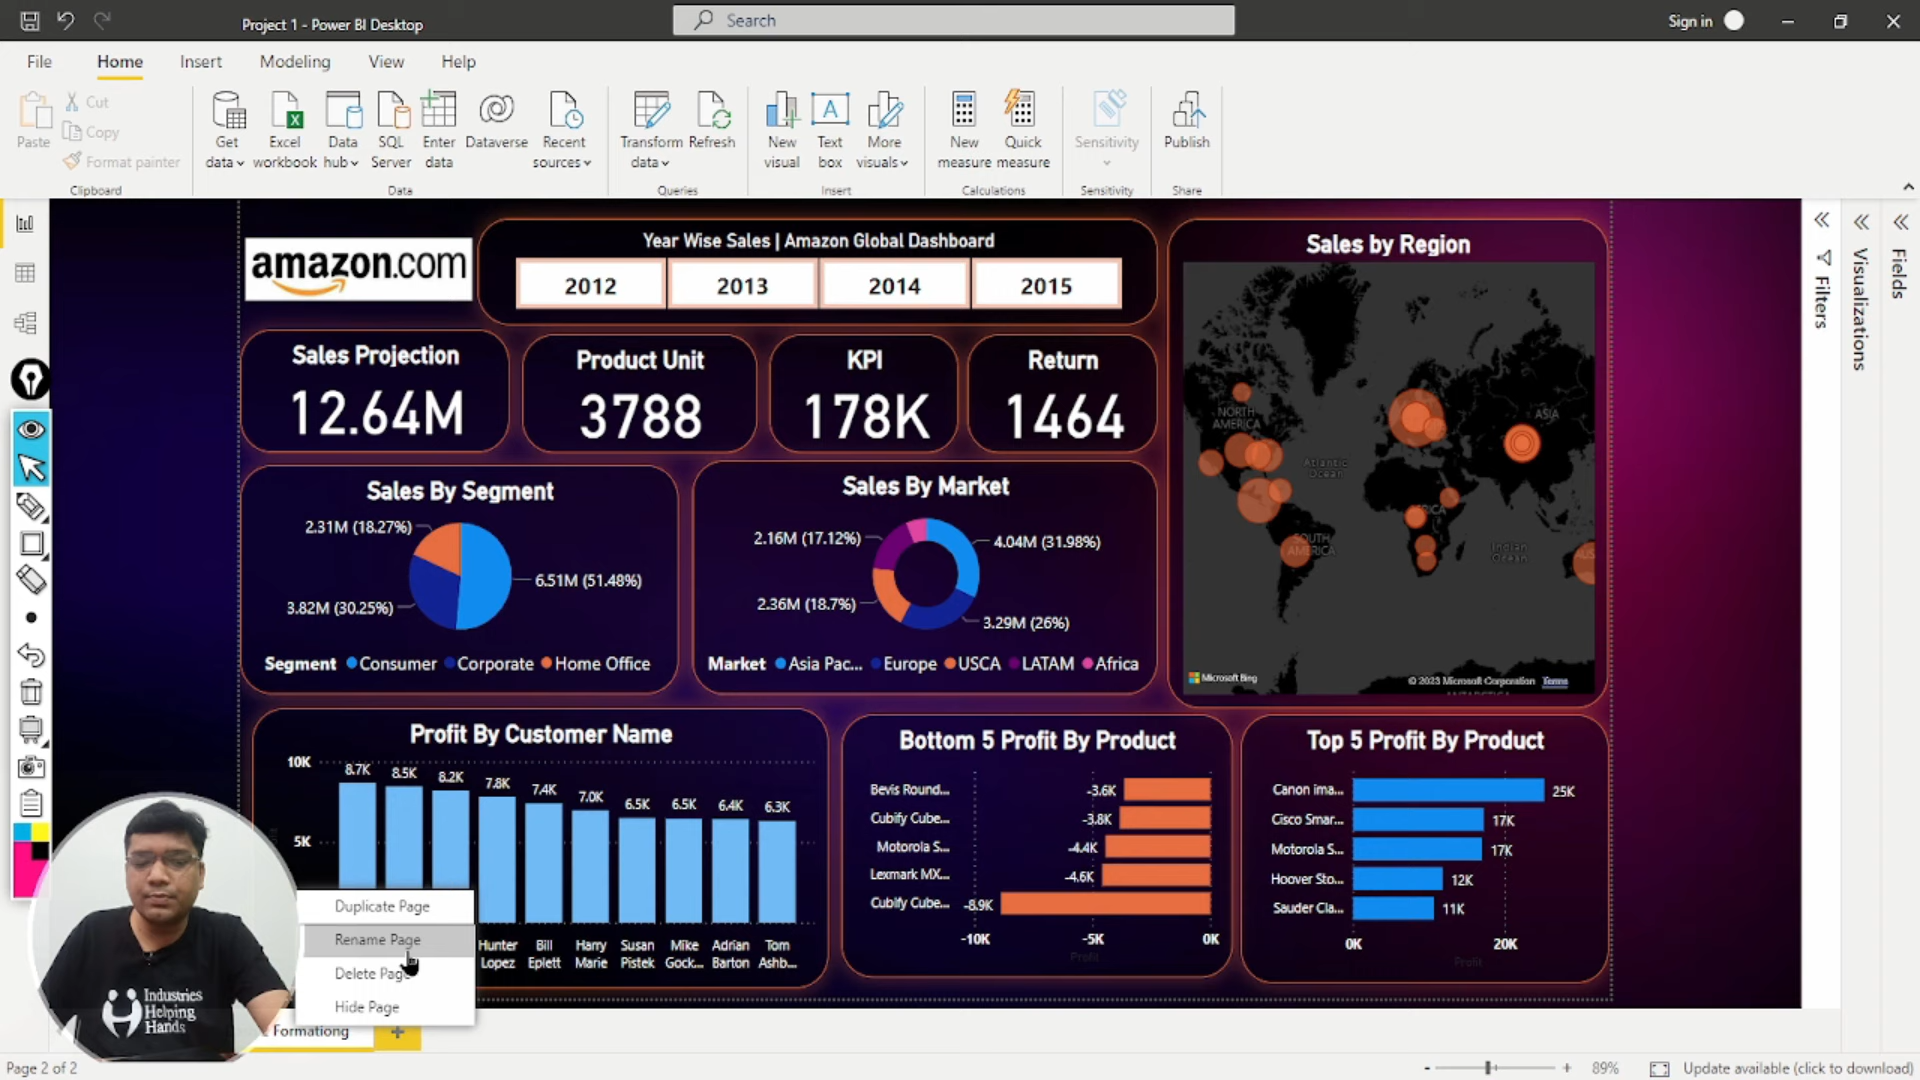 Project 1 - Power BI Desktop
Search
Sign in
File
Home
Insert
Modeling
View
Help
Paste
Cut
Copy
Format painter
Clipboard
Get data
Excel workbook
Data hub
SQL Server
Enter data
Dataverse
Recent sources
Data
Transform data
Refresh
Queries
New visual
Text box
More visuals
Insert
New measure
Quick measure
Calculations
Sensitivity
Sensitivity
Publish
Share
amazon.com
Year Wise Sales | Amazon Global Dashboard
2012
2013
2014
2015
Sales Projection
12.64M
Product Unit
3788
KPI
178K
Return
1464
Sales by Region
NORTH AMERICA
Atlantic Ocean
ASIA
SOUTH AMERICA
Indian Ocean
Microsoft Bing
© 2023 Microsoft Corporation Terms
Filters
Visualizations
Fields
Sales By Segment
2.31M (18.27%)
6.51M (51.48%)
3.82M (30.25%)
Segment Consumer Corporate Home Office
Sales By Market
2.16M (17.12%)
4.04M (31.98%)
2.36M (18.7%)
3.29M (26%)
Market Asia Pac... Europe USCA LATAM Africa
Profit By Customer Name
10K
5K
8.7K
8.5K
8.2K
7.8K
7.4K
7.0K
6.5K
6.5K
6.4K
6.3K
Hunter Lopez
Bill Eplett
Harry Marie
Susan Pistek
Mike Gock...
Adrian Barton
Tom Ashb...
Bottom 5 Profit By Product
Bevis Round... -3.6K
Cubify Cube... -3.8K
Motorola S... -4.4K
Lexmark MX... -4.6K
Cubify Cube... -8.9K
-10K
-5K
0K
Profit
Top 5 Profit By Product
Canon ima... 25K
Cisco Smar... 17K
Motorola S... 17K
Hoover Sto... 12K
Sauder Cla... 11K
0K
20K
Profit
Duplicate Page
Rename Page
Delete Page
Hide Page
Industries
Helping
Hands
Formationg
Page 2 of 2
89%
Update available (click to download)